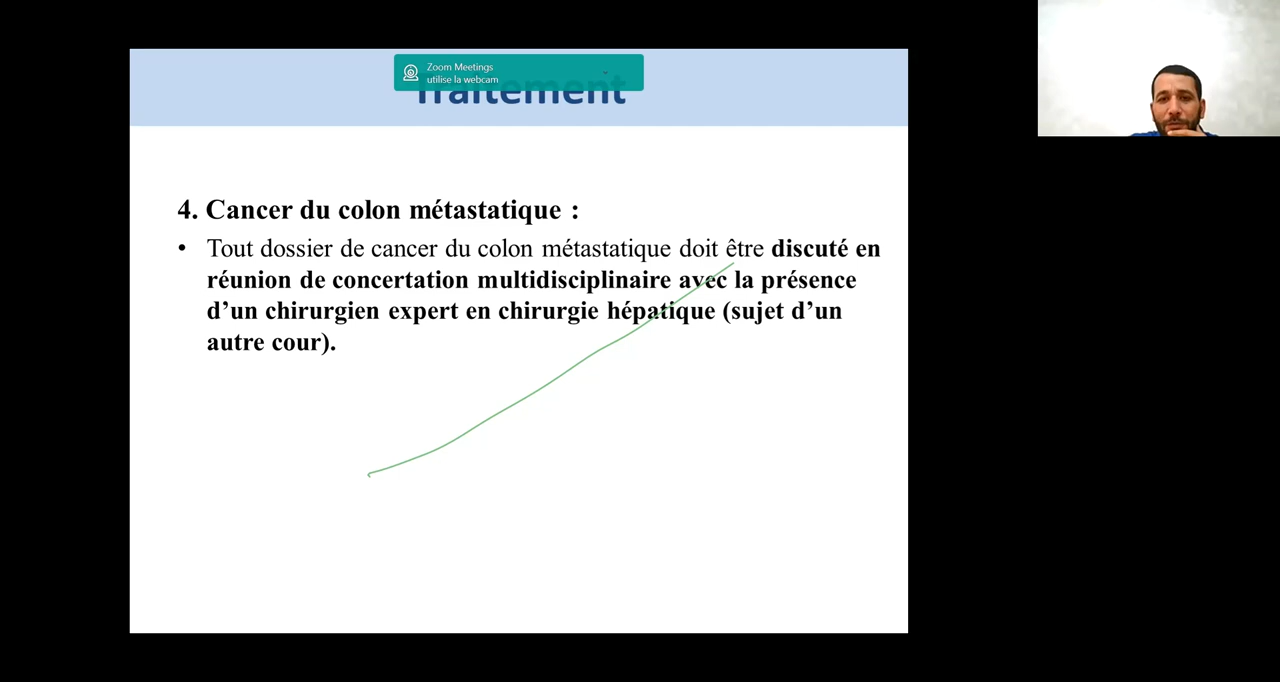 Zoom Meetings
utilise la webcam
Traitement
4. Cancer du colon métastatique :
• Tout dossier de cancer du colon métastatique doit être discuté en
réunion de concertation multidisciplinaire avec la présence
d’un chirurgien expert en chirurgie hépatique (sujet d’un
autre cour).